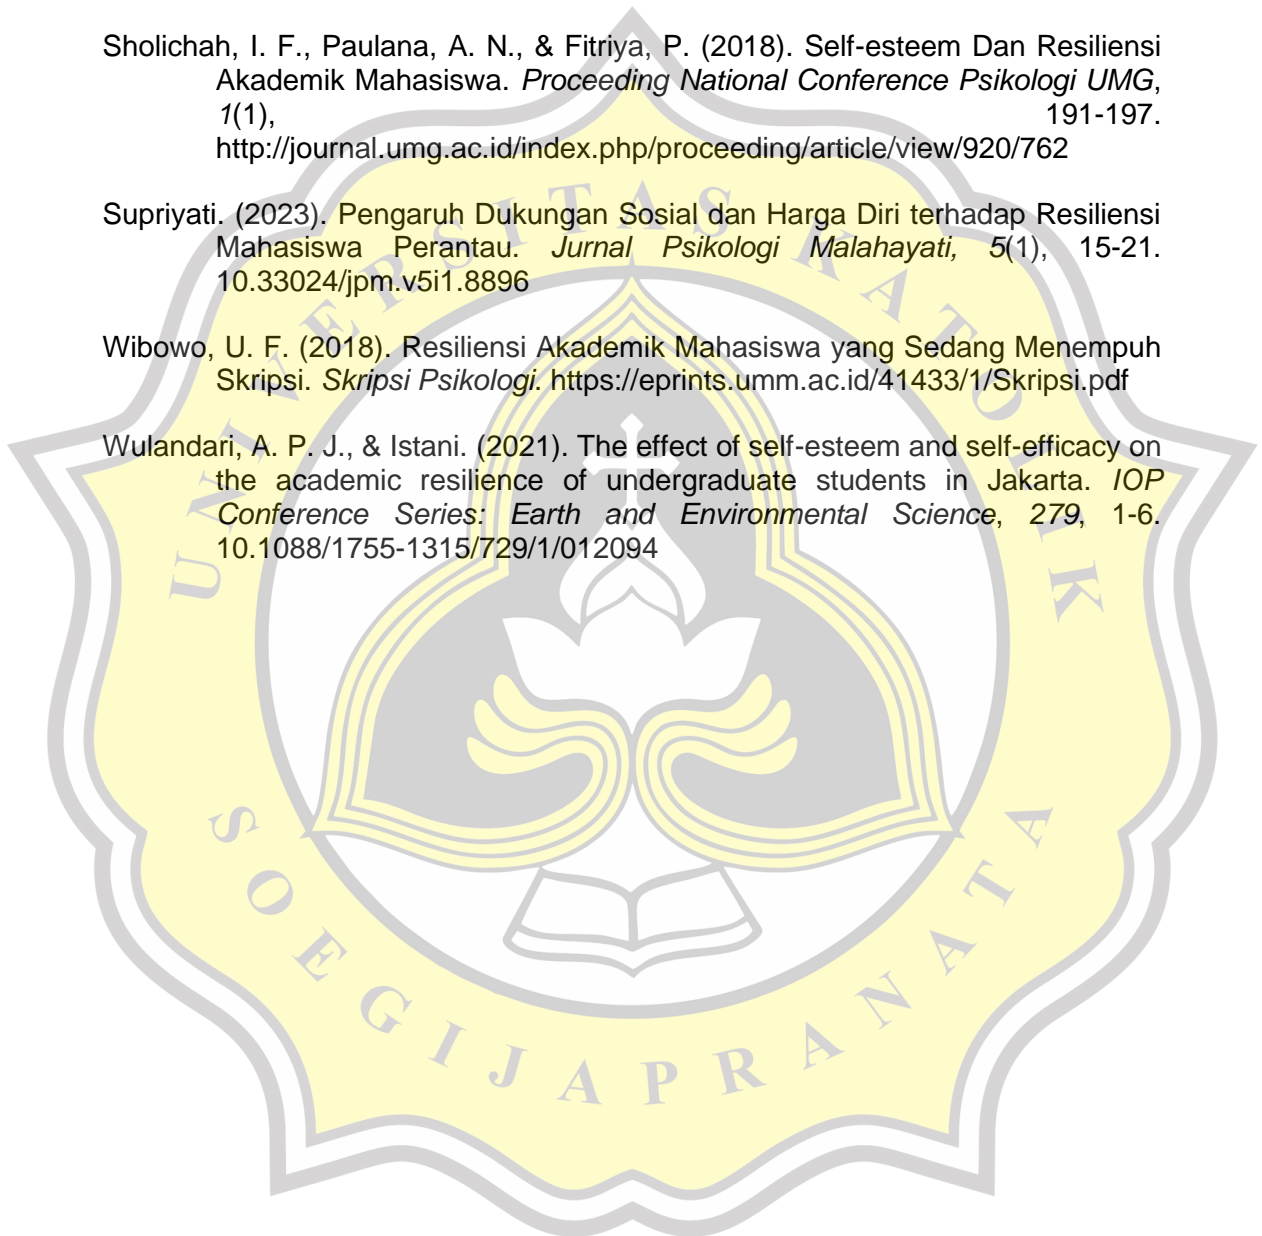 Sholichah, I. F., Paulana, A. N., & Fitriya, P. (2018). Self-esteem Dan Resiliensi
Akademik Mahasiswa. Proceeding National Conference Psikologi UMG,
1(1), 191-197.
http://journal.umg.ac.id/index.php/proceeding/article/view/920/762
Supriyati. (2023). Pengaruh Dukungan Sosial dan Harga Diri terhadap Resiliensi
Mahasiswa Perantau. Jurnal Psikologi Malahayati, 5(1), 15-21.
10.33024/jpm.v5i1.8896
Wibowo, U. F. (2018). Resiliensi Akademik Mahasiswa yang Sedang Menempuh
Skripsi. Skripsi Psikologi. https://eprints.umm.ac.id/41433/1/Skripsi.pdf
Wulandari, A. P. J., & Istani. (2021). The effect of self-esteem and self-efficacy on
the academic resilience of undergraduate students in Jakarta. IOP
Conference Series: Earth and Environmental Science, 279, 1-6.
10.1088/1755-1315/729/1/012094
UNIVERSITAS KATOLIK
SOEGIJAPRANATA